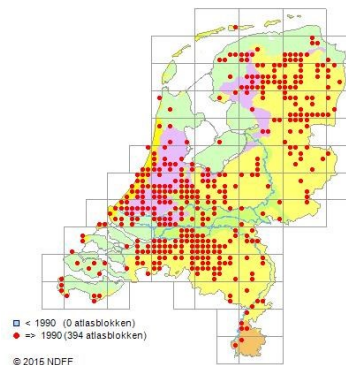 < 1990 (0 atlasblokken)
=> 1990 (394 atlasblokken)
© 2015 NDFF